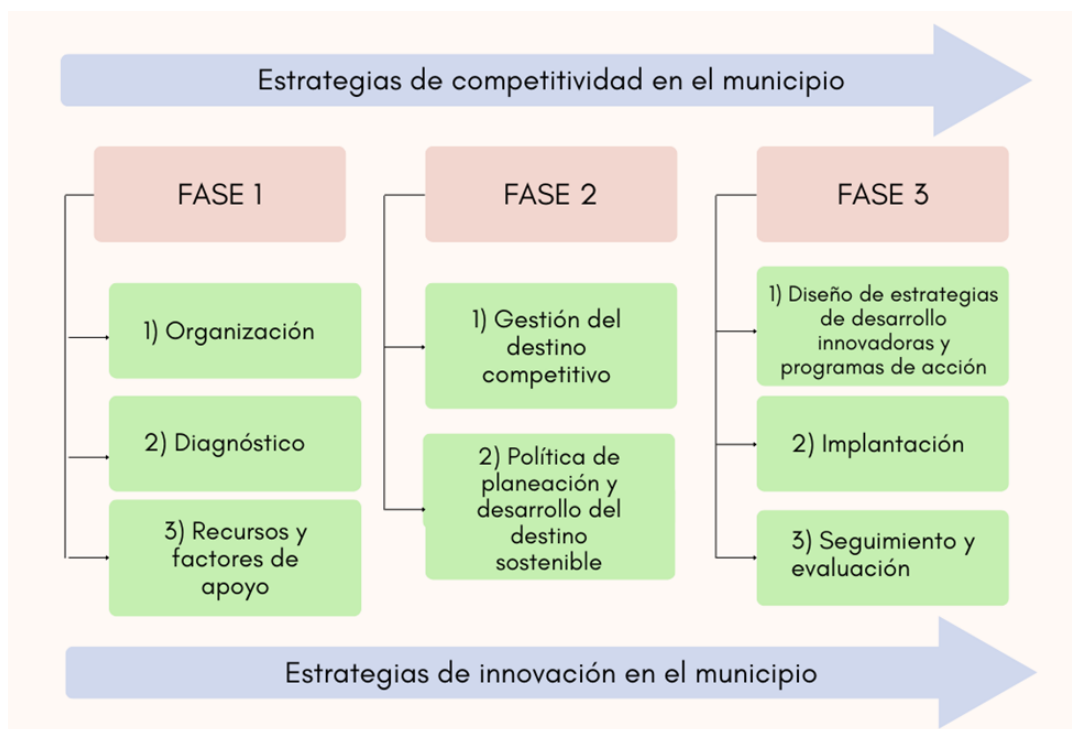 Estrategias de competitividad en el municipio
FASE 1
1) Organización
2) Diagnóstico
3) Recursos y
factores de
apoyo
FASE 2
1) Gestión del
destino
competitivo
2) Política de
planeación y
desarrollo del
destino
sostenible
FASE 3
1) Diseño de estrategias
de desarrollo
innovadoras y
programas de acción
2) Implantación
3) Seguimiento y
evaluación
Estrategias de innovación en el municipio